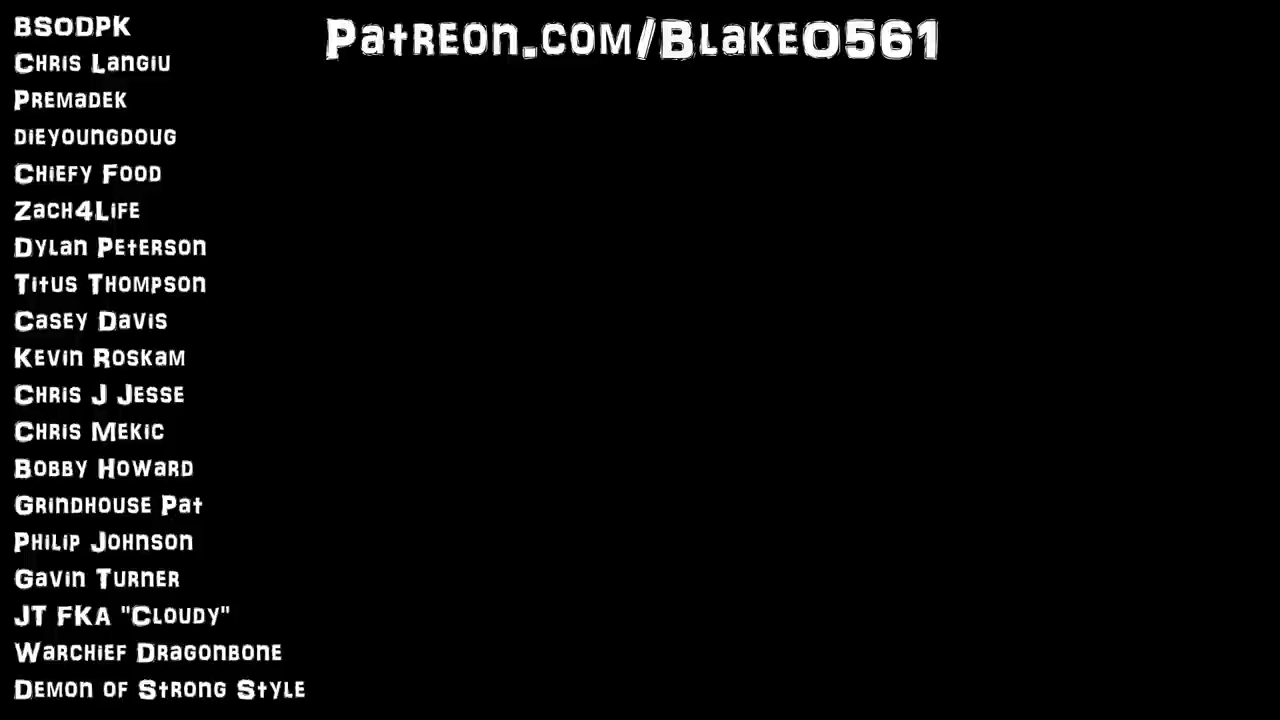 Patreon.com/Blake0561
BSODPK
Chris Langiu
Premadek
dieyoungdoug
Chiefy Food
Zach4Life
Dylan Peterson
Titus Thompson
Casey Davis
Kevin Roskam
Chris J Jesse
Chris Mekic
Bobby Howard
Grindhouse Pat
Philip Johnson
Gavin Turner
JT FKA "Cloudy"
Warchief Dragonbone
Demon of Strong Style